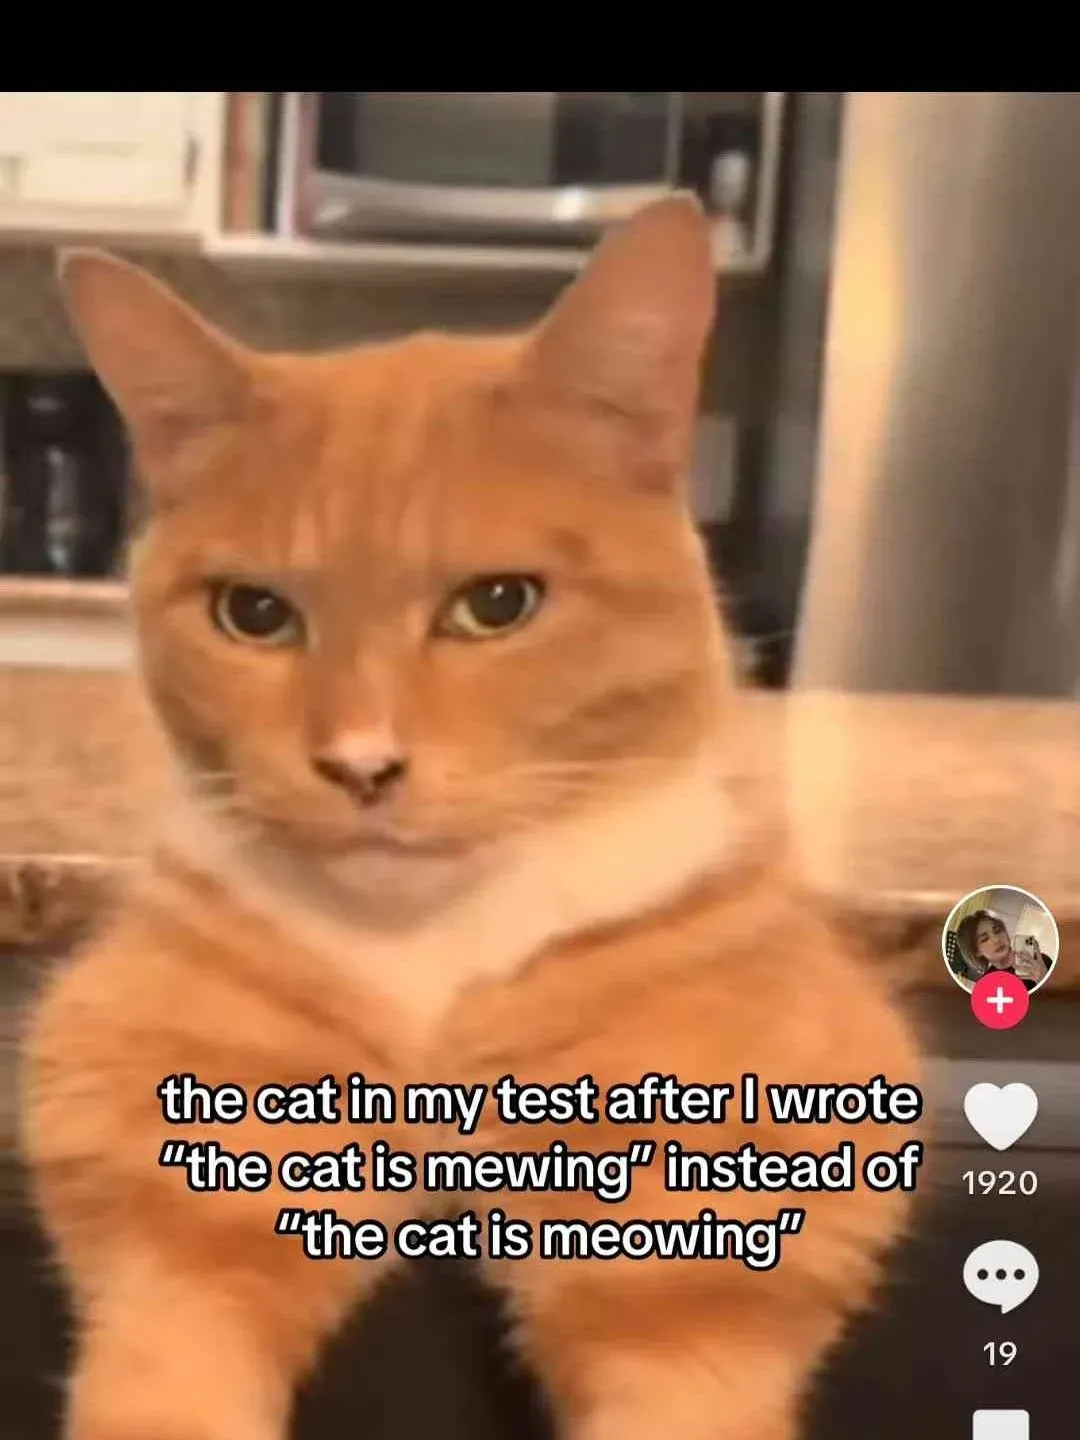 the cat in my test after I wrote
"the cat is mewing" instead of
"the cat is meowing"
1920
19